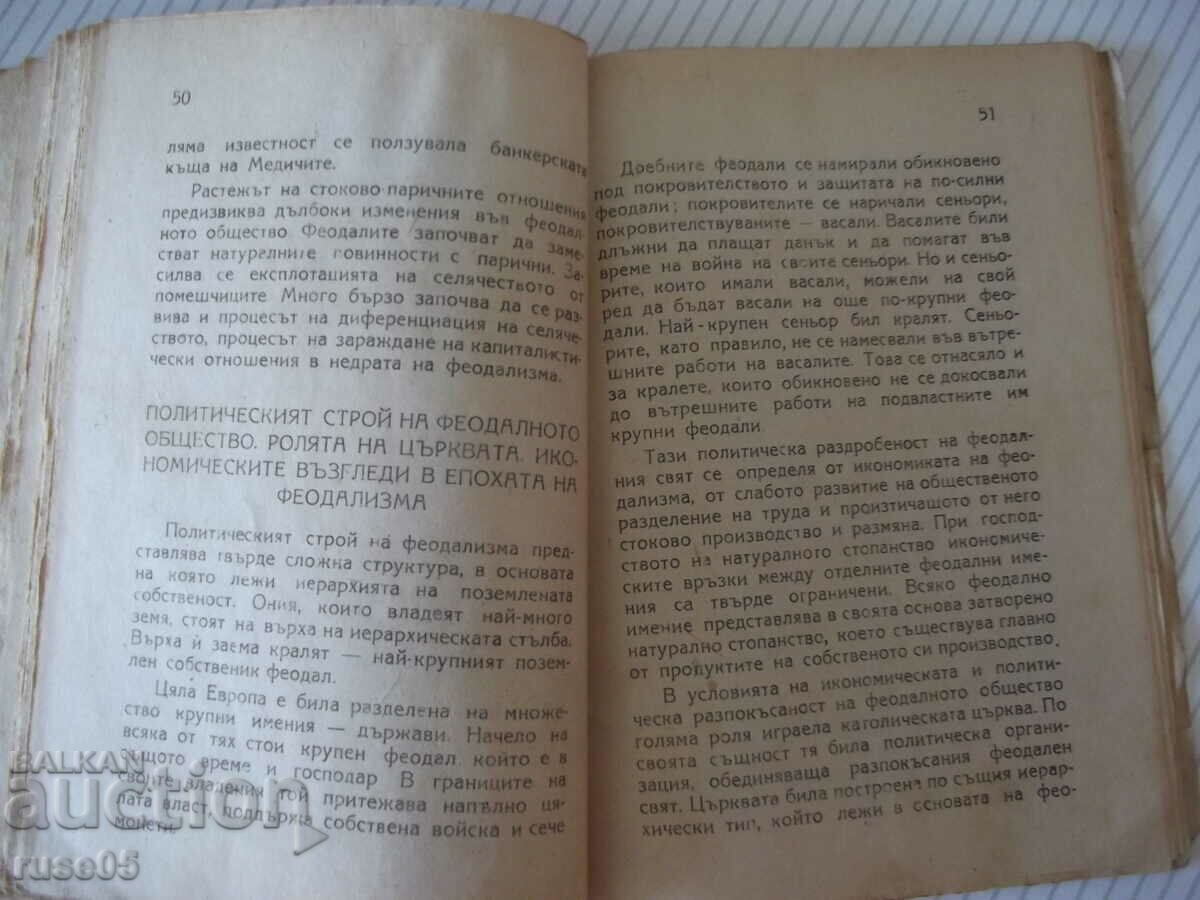 50
ляма известност се ползувала банкерската
къща на Медичите.
Растежът на стоково-паричните отношения
предизвиква дълбоки изменения във феодал-
ното общество Феодалите започват да заме-
стват натуралните повинности с парични. За-
силва се експлотацията на селячеството от
помешчиците Много бързо започва да се раз-
вива и процесът на диференциация на селяче-
ството, процесът на зараждане на капиталисти-
чески отношения в недрата на феодализма.
ПОЛИТИЧЕСКИЯТ СТРОЙ НА ФЕОДАЛНОТО
ОБЩЕСТВО. РОЛЯТА НА ЦЪРКВАТА. ИКО-
НОМИЧЕСКИТЕ ВЪЗГЛЕДИ В ЕПОХАТА НА
ФЕОДАЛИЗМА
Политическият строй на феодализма пред-
ставлява твърде сложна структура, в основата
на която лежи иерархията на поземлената
собственост. Ония, които владеят най-много
земя, стоят на върха на иерархическата стълба.
Върха ѝ заема кралят — най-крупният позем-
лен собственик феодал.
Цяла Европа е била разделена на множе-
ство крупни имения — държави. Начело на
всяка от тях стои крупен феодал, който е в
същото време и господар В границите на
своите владения той притежава напълно ця-
лата власт, поддържа собствена войска и сече
монети.
51
Дребните феодали се намирали обикновено
под покровителството и защитата на по-силни
феодали; покровителите се наричали сеньори,
покровителствуваните — васали. Васалите били
длъжни да плащат данък и да помагат във
време на война на своите сеньори. Но и сеньо-
рите, които имали васали, можели на свой
ред да бъдат васали на още по-крупни фео-
дали. Най-крупен сеньор бил кралят. Сеньо-
рите, като правило, не се намесвали във вътре-
шните работи на васалите. Това се отнасяло и
за кралете, които обикновено не се докосвали
до вътрешните работи на подвластните им
крупни феодали.
Тази политическа раздробеност на феодал-
ния свят се определя от икономиката на фео-
дализма, от слабото развитие на общественото
разделение на труда и произтичащото от него
стоково производство и размяна. При господ-
ството на натуралното стопанство икономиче-
ските връзки между отделните феодални име-
ния са твърде ограничени. Всяко феодално
имение представлява в своята основа затворено
натурално стопанство, което съществува главно
от продуктите на собственото си производство,
В условията на икономическата и полити-
ческа разпокъсаност на феодалното общество
голяма роля играела католическата църква. По
своята същност тя била политическа органи-
зация, обединяваща разпокъсания феодален
свят. Църквата била построена по същия иерар-
хически тип, който лежи в основата на фео-
BALKAN
auction
ruse05